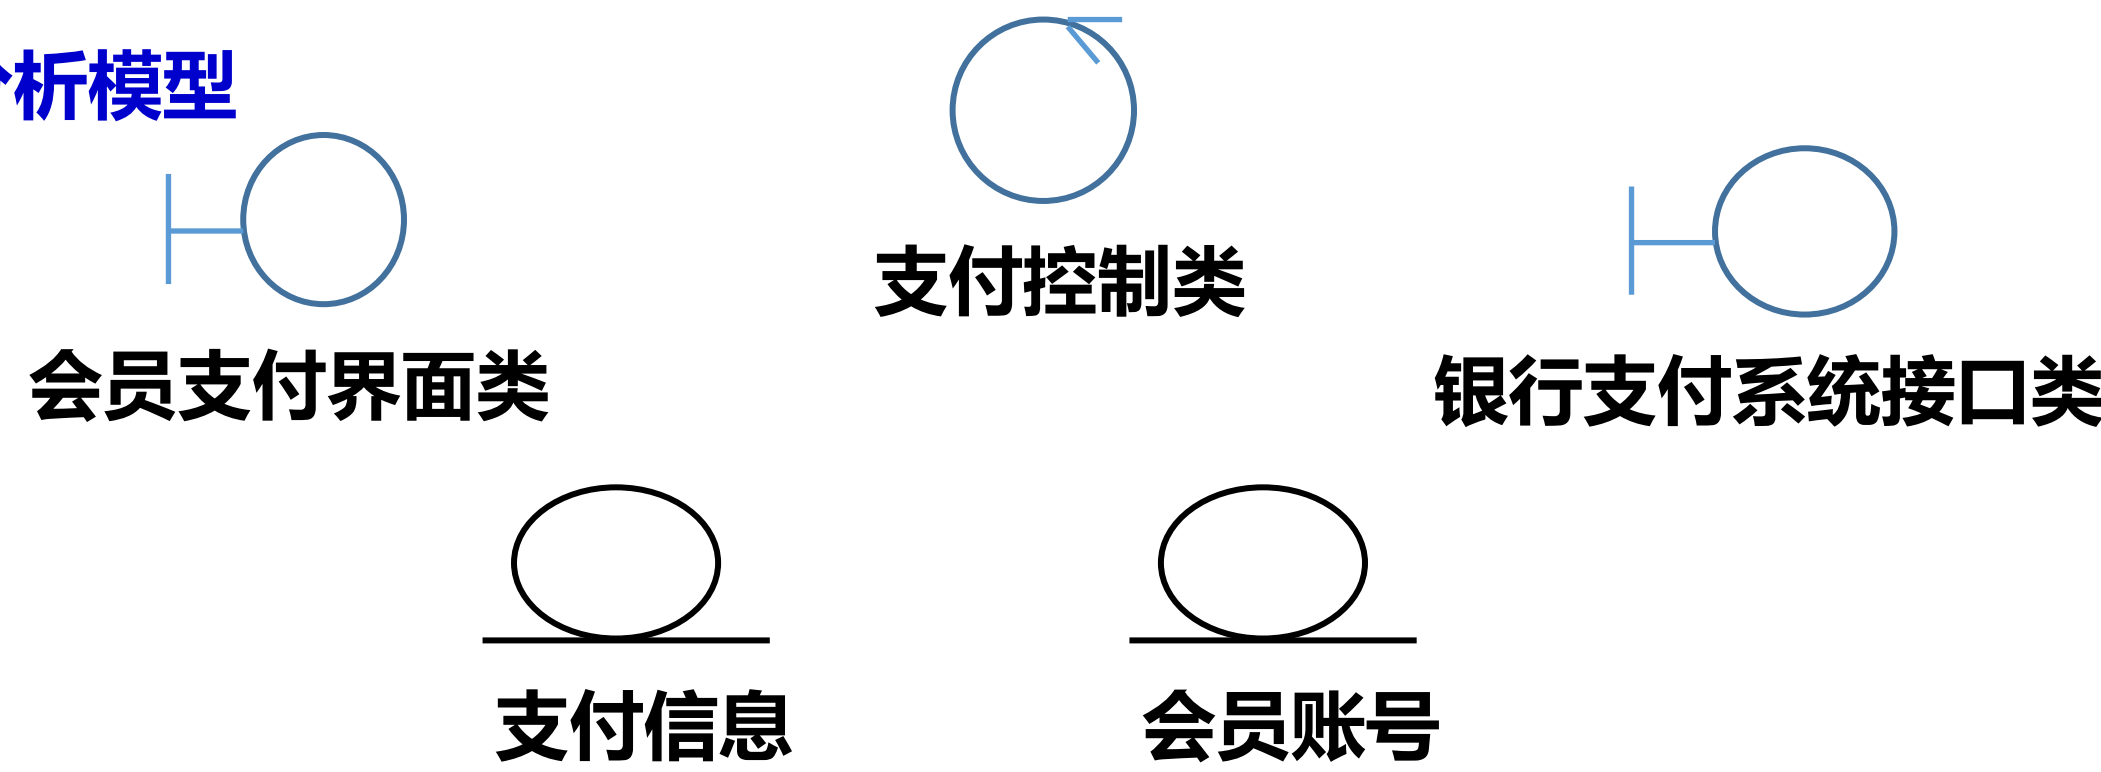 析模型
支付控制类
会员支付界面类
银行支付系统接口类
支付信息
会员账号